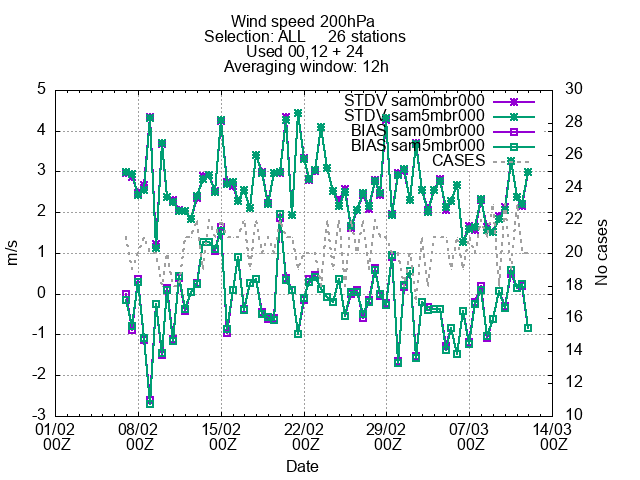 Wind speed 200hPa
Selection: ALL 26 stations
Used 00,12 + 24
Averaging window: 12h
STDV sam0mbr000
STDV sam5mbr000
BIAS sam0mbr000
BIAS sam5mbr000
CASES
m/s
5
4
3
2
1
0
-1
-2
-3
No cases
30
28
26
24
22
20
18
16
14
12
10
01/02 08/02 15/02 22/02 29/02 07/03 14/03
00Z 00Z 00Z 00Z 00Z 00Z 00Z
Date